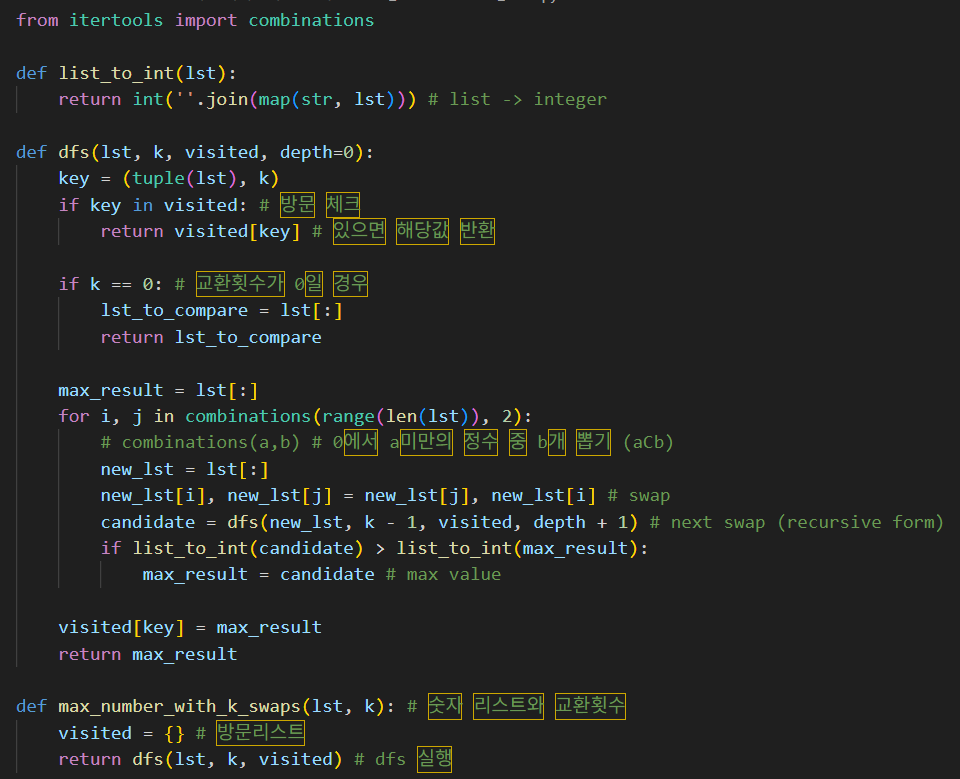 from itertools import combinations
def list_to_int(lst):
    return int(''.join(map(str, lst))) # list -> integer
def dfs(lst, k, visited, depth=0):
    key = (tuple(lst), k)
    if key in visited: # 방문 체크
        return visited[key] # 있으면 해당값 반환
    if k == 0: # 교환횟수가 0일 경우
        lst_to_compare = lst[:]
        return lst_to_compare
    max_result = lst[:]
    for i, j in combinations(range(len(lst)), 2):
        # combinations(a,b) # 0에서 a미만의 정수 중 b개 뽑기 (aCb)
        new_lst = lst[:]
        new_lst[i], new_lst[j] = new_lst[j], new_lst[i] # swap
        candidate = dfs(new_lst, k - 1, visited, depth + 1) # next swap (recursive form)
        if list_to_int(candidate) > list_to_int(max_result):
            max_result = candidate # max value
    visited[key] = max_result
    return max_result
def max_number_with_k_swaps(lst, k): # 숫자 리스트와 교환횟수
    visited = {} # 방문리스트
    return dfs(lst, k, visited) # dfs 실행